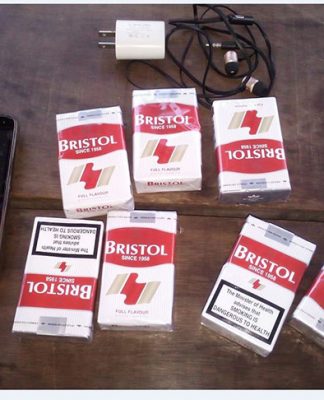 BRISTOL
SINCE 1958
FULL FLAVOUR
BRISTOL
SINCE 1958
FULL FLAVOUR
BRISTOL
BRISTOL
SINCE 1958
The Minister of Health
advises that
SMOKING IS
DANGEROUS TO HEALTH
BRISTOL
SINCE 1958
BRISTOL
SINCE 1958
FULL FLAVOUR
BRISTOL
SINCE 1958
The Minister of Health
advises that
SMOKING IS
DANGEROUS TO HEALTH